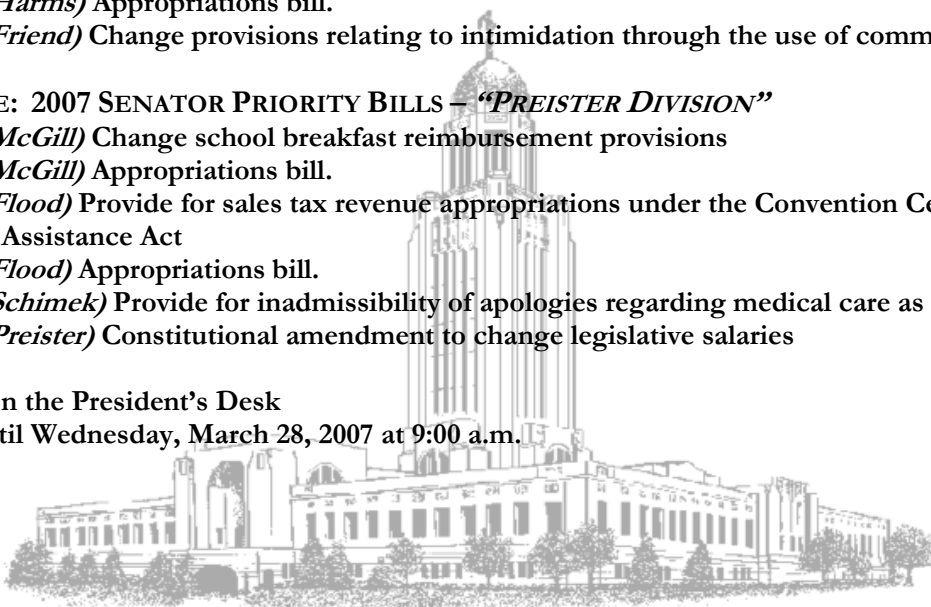 Harms) Appropriations bill.
Friend) Change provisions relating to intimidation through the use of comm
E: 2007 SENATOR PRIORITY BILLS – “PREISTER DIVISION”
McGill) Change school breakfast reimbursement provisions
McGill) Appropriations bill.
Flood) Provide for sales tax revenue appropriations under the Convention Ce
Assistance Act
Flood) Appropriations bill.
Schimek) Provide for inadmissibility of apologies regarding medical care as
Preister) Constitutional amendment to change legislative salaries
n the President’s Desk
til Wednesday, March 28, 2007 at 9:00 a.m.